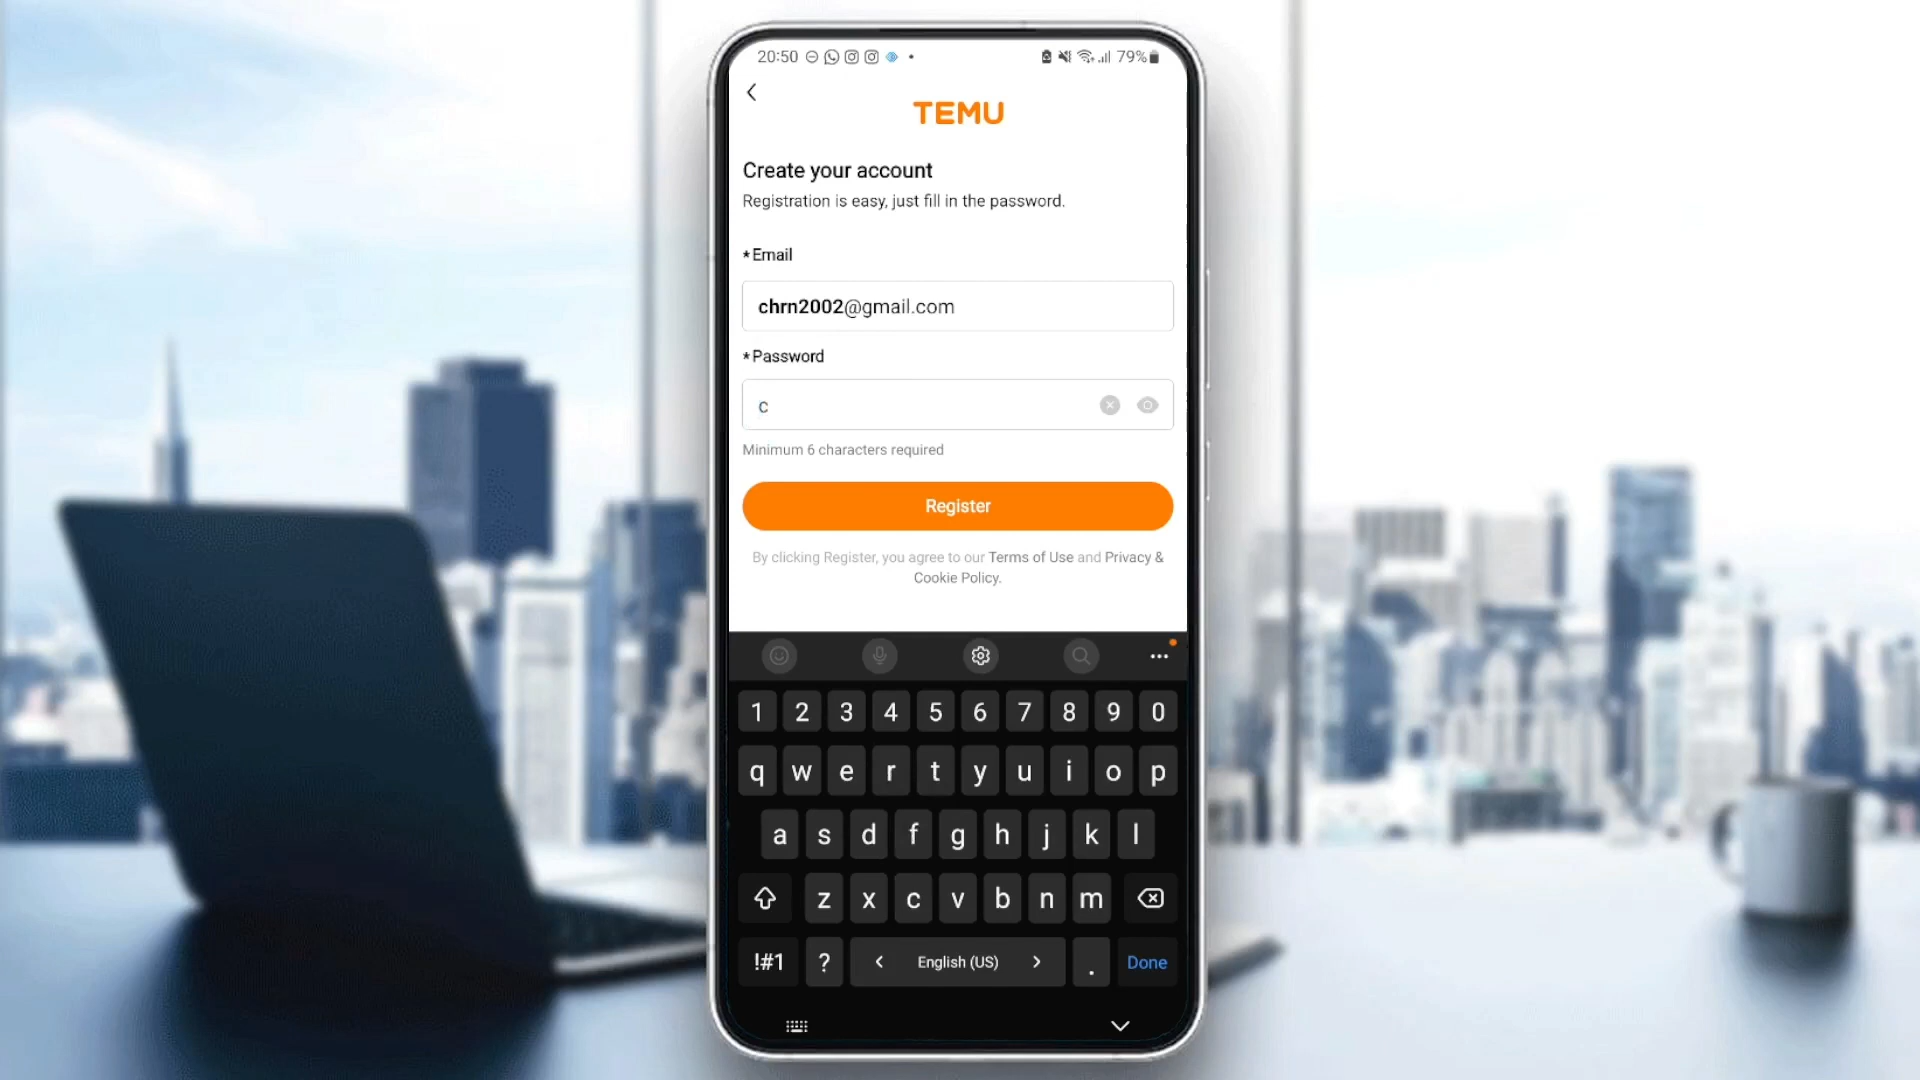 20:50 79%
TEMU
Create your account
Registration is easy, just fill in the password.
*Email
chrn2002@gmail.com
*Password
c
Minimum 6 characters required
Register
By clicking Register, you agree to our Terms of Use and Privacy &
Cookie Policy.
1 2 3 4 5 6 7 8 9 0
q w e r t y u i o p
a s d f g h j k l
z x c v b n m
!#1 ? < English (US) > . Done